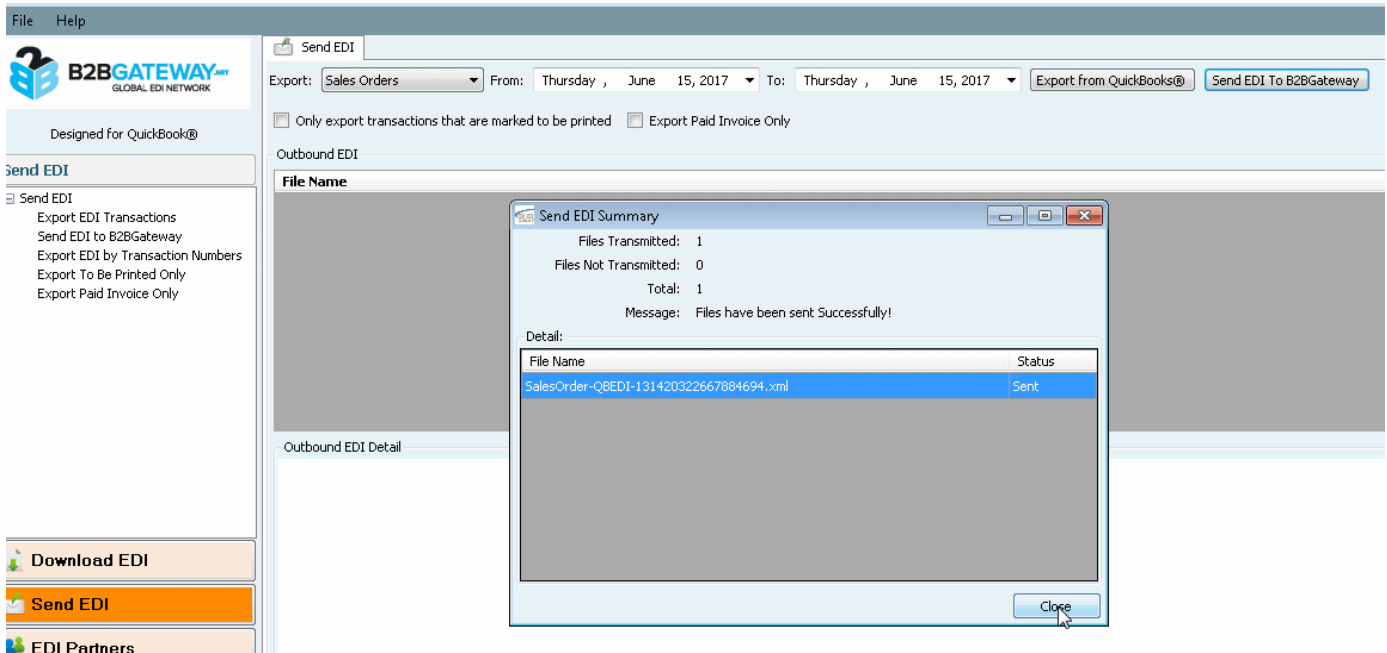 File Help
B2BGATEWAY.NET
GLOBAL EDI NETWORK
Designed for QuickBook®
Send EDI
Send EDI
Export EDI Transactions
Send EDI to B2BGateway
Export EDI by Transaction Numbers
Export To Be Printed Only
Export Paid Invoice Only
Download EDI
Send EDI
EDI Partners
Send EDI
Export: Sales Orders From: Thursday , June 15, 2017 To: Thursday , June 15, 2017 Export from QuickBooks® Send EDI To B2BGateway
Only export transactions that are marked to be printed Export Paid Invoice Only
Outbound EDI
File Name
Send EDI Summary
Files Transmitted: 1
Files Not Transmitted: 0
Total: 1
Message: Files have been sent Successfully!
Detail:
File Name Status
SalesOrder-QBEDI-131420322667884694.xml Sent
Close
Outbound EDI Detail